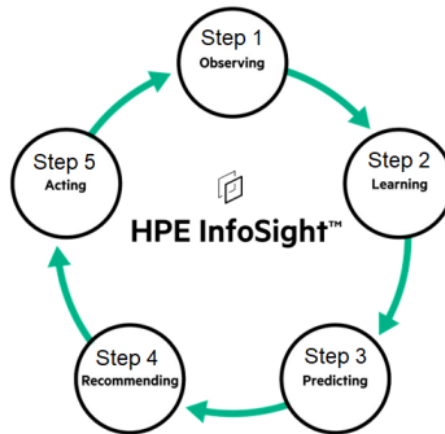 Step 1
Observing
Step 2
Learning
Step 3
Predicting
Step 4
Recommending
Step 5
Acting
HPE InfoSight™